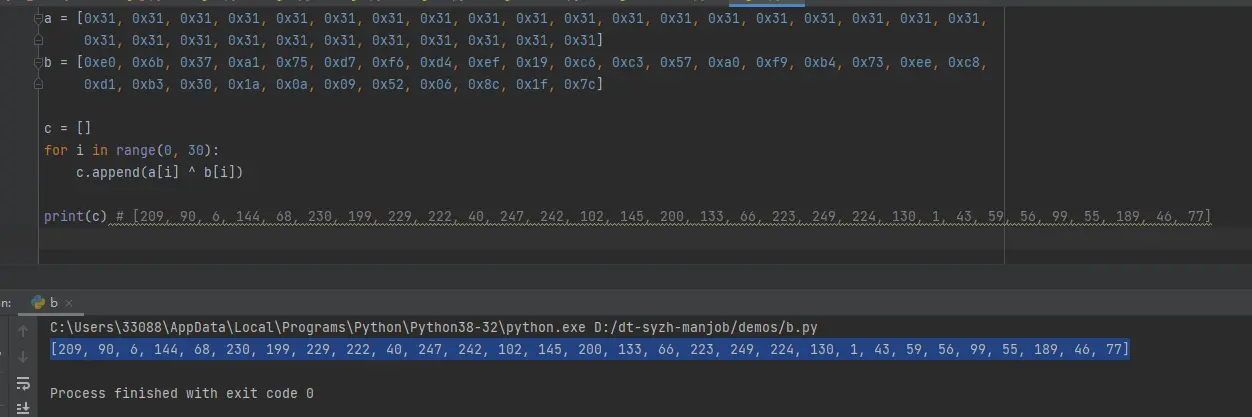 a = [0x31, 0x31, 0x31, 0x31, 0x31, 0x31, 0x31, 0x31, 0x31, 0x31, 0x31, 0x31, 0x31, 0x31, 0x31, 0x31, 0x31, 0x31, 0x31,
0x31, 0x31, 0x31, 0x31, 0x31, 0x31, 0x31, 0x31, 0x31, 0x31, 0x31]
b = [0xe0, 0x6b, 0x37, 0xa1, 0x75, 0xd7, 0xf6, 0xd4, 0xef, 0x19, 0xc6, 0xc3, 0x57, 0xa0, 0xf9, 0xb4, 0x73, 0xee, 0xc8,
0xd1, 0xb3, 0x30, 0x1a, 0x0a, 0x09, 0x52, 0x06, 0x8c, 0x1f, 0x7c]
c = []
for i in range(0, 30):
c.append(a[i] ^ b[i])
print(c) # [209, 90, 6, 144, 68, 230, 199, 229, 222, 40, 247, 242, 102, 145, 200, 133, 66, 223, 249, 224, 130, 1, 43, 59, 56, 99, 55, 189, 46, 77]
n: b ×
C:\Users\33088\AppData\Local\Programs\Python\Python38-32\python.exe D:/dt-syzh-manjob/demos/b.py
[209, 90, 6, 144, 68, 230, 199, 229, 222, 40, 247, 242, 102, 145, 200, 133, 66, 223, 249, 224, 130, 1, 43, 59, 56, 99, 55, 189, 46, 77]
Process finished with exit code 0